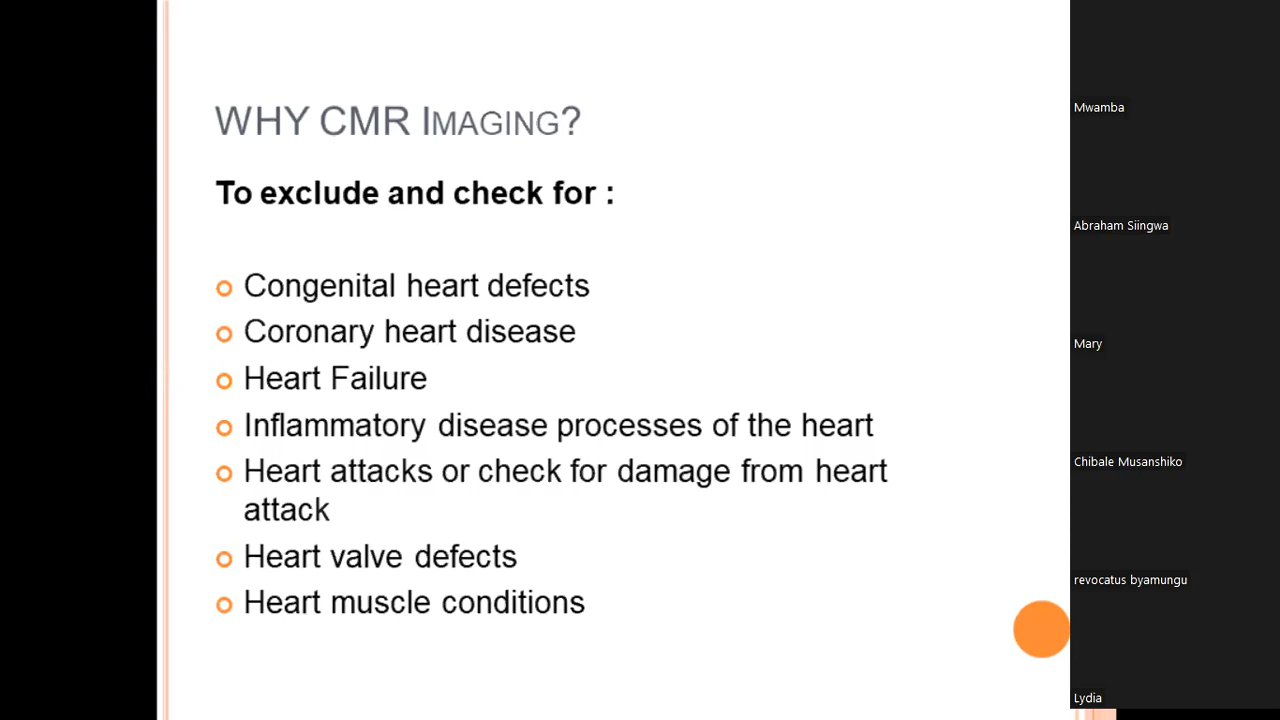 WHY CMR IMAGING?
To exclude and check for :
Congenital heart defects
Coronary heart disease
Heart Failure
Inflammatory disease processes of the heart
Heart attacks or check for damage from heart
attack
Heart valve defects
Heart muscle conditions
Mwamba
Abraham Siingwa
Mary
Chibale Musanshiko
revocatus byamungu
Lydia